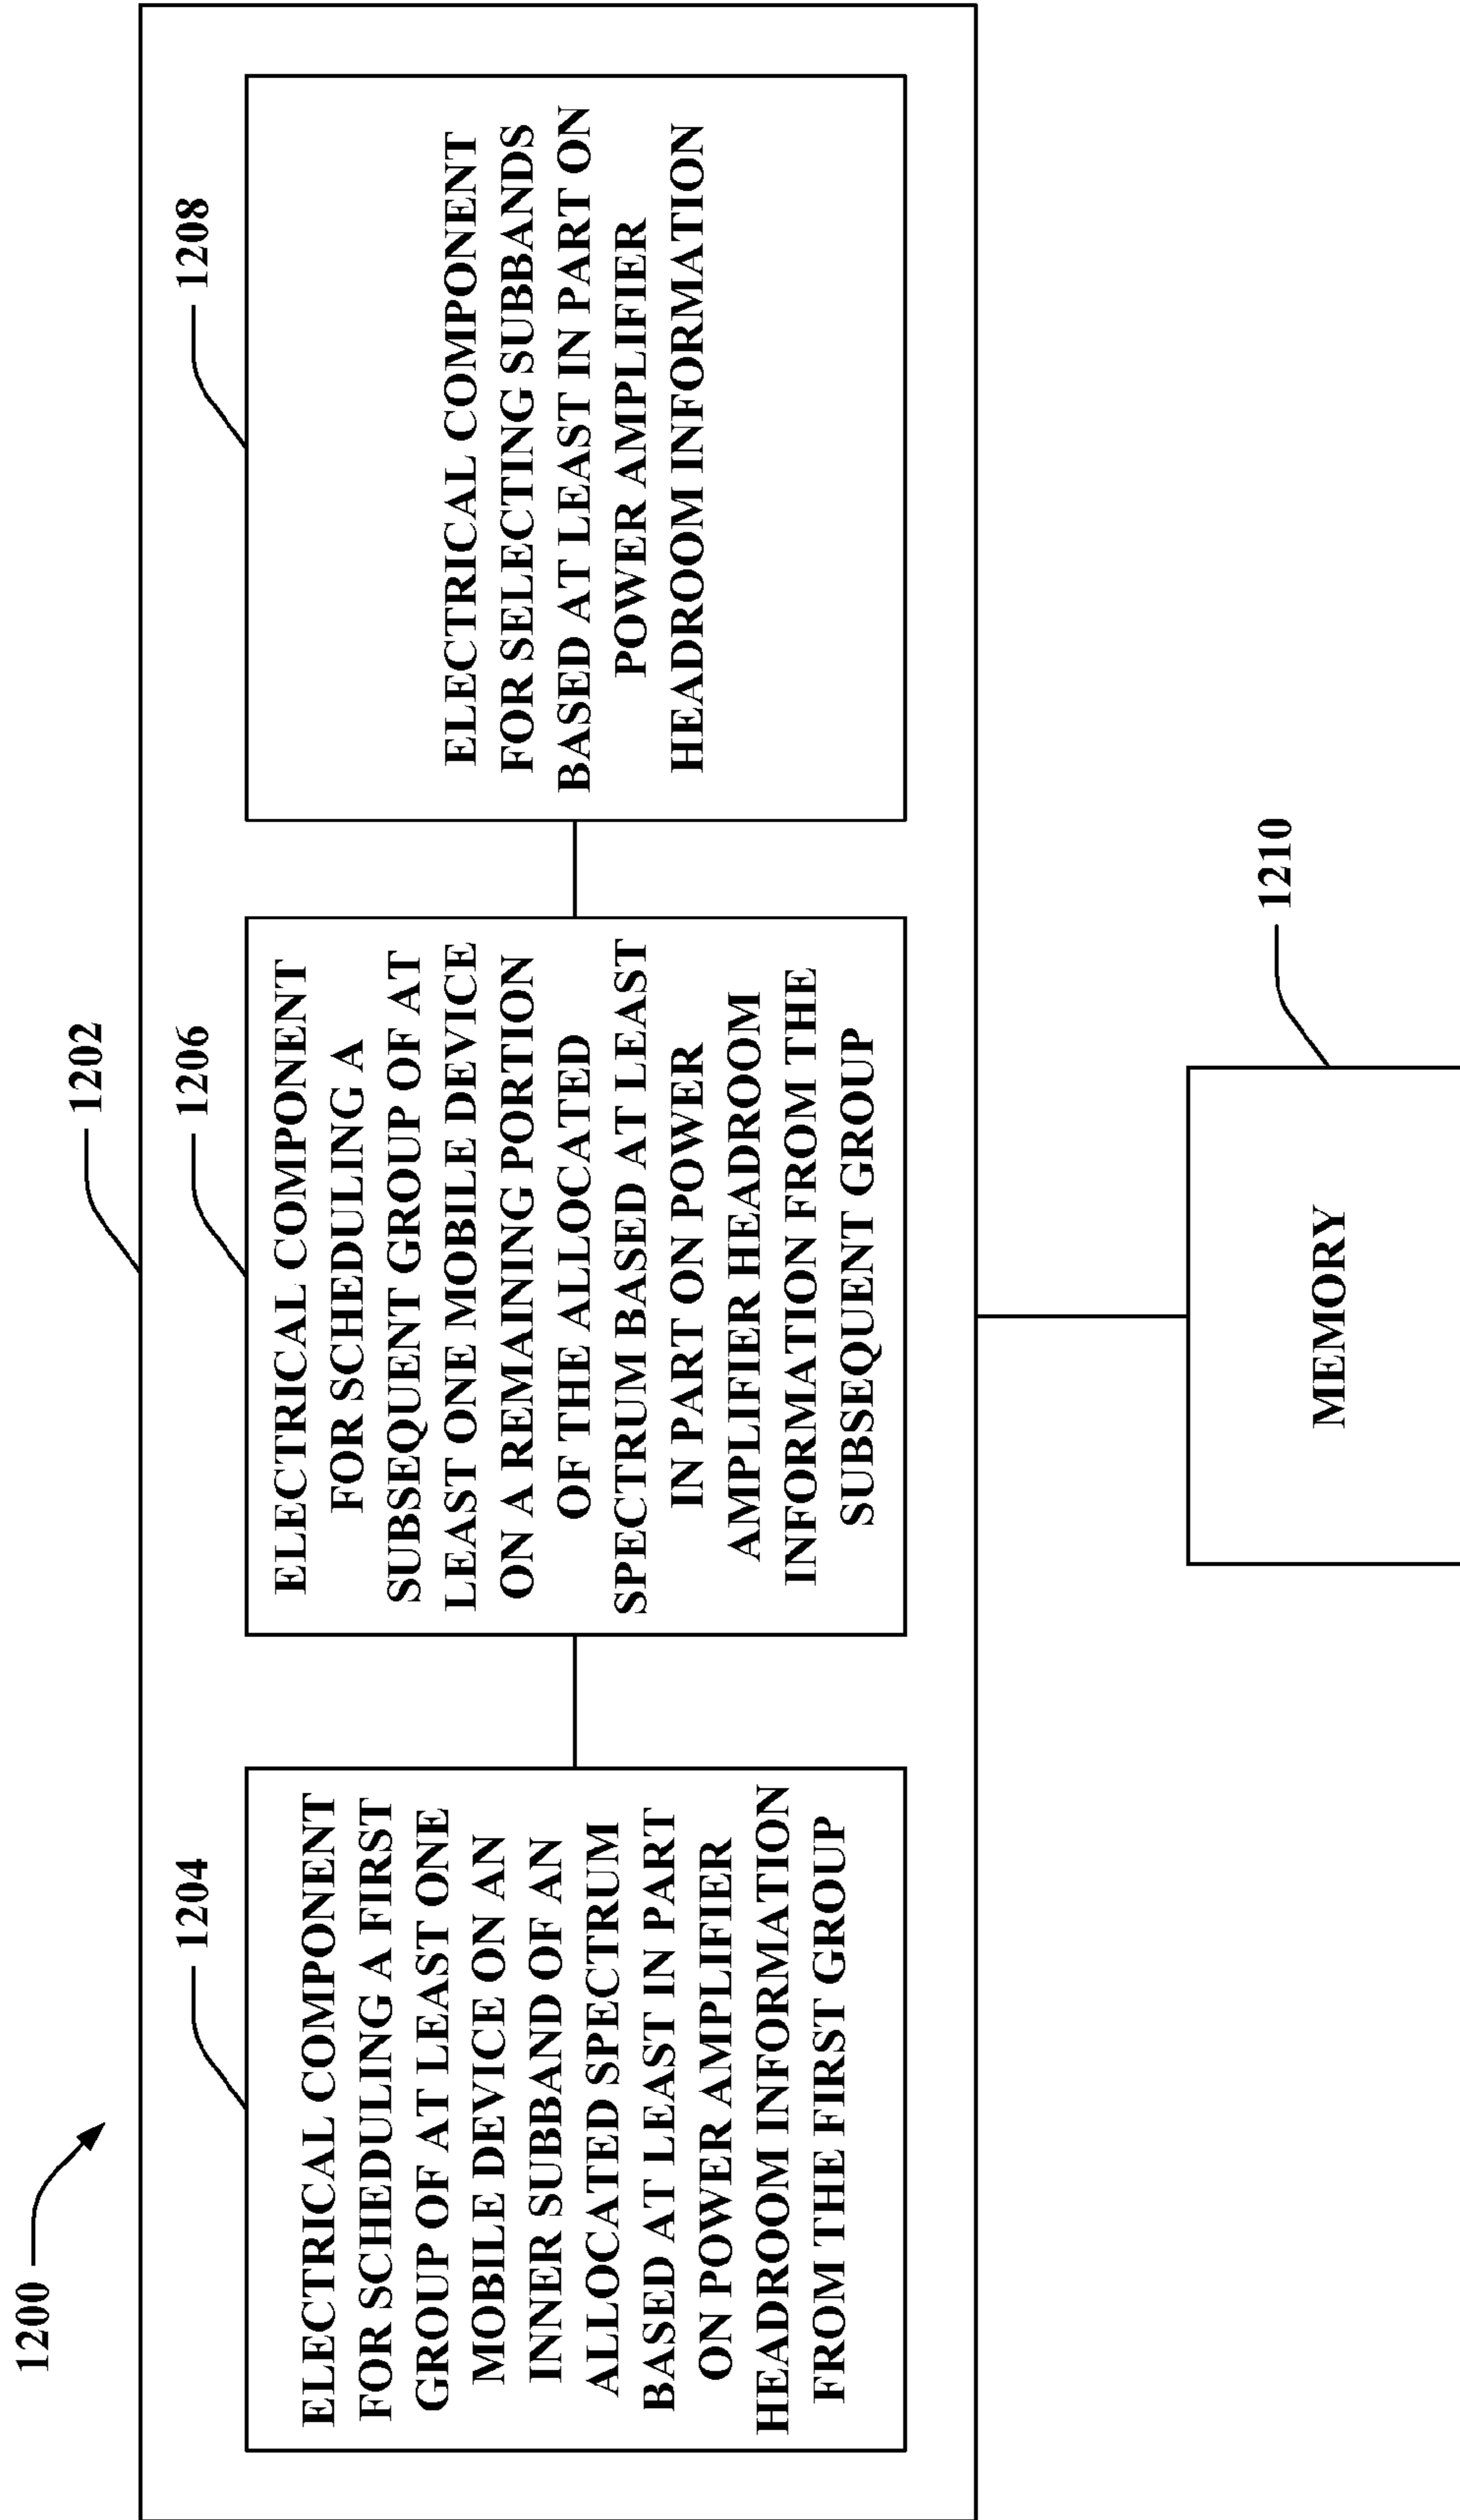 1200
1202
1204
ELECTRICAL COMPONENT
FOR SCHEDULING A FIRST
GROUP OF AT LEAST ONE
MOBILE DEVICE ON AN
INNER SUBBAND OF AN
ALLOCATED SPECTRUM
BASED AT LEAST IN PART
ON POWER AMPLIFIER
HEADROOM INFORMATION
FROM THE FIRST GROUP
1206
ELECTRICAL COMPONENT
FOR SCHEDULING A
SUBSEQUENT GROUP OF AT
LEAST ONE MOBILE DEVICE
ON A REMAINING PORTION
OF THE ALLOCATED
SPECTRUM BASED AT LEAST
IN PART ON POWER
AMPLIFIER HEADROOM
INFORMATION FROM THE
SUBSEQUENT GROUP
1208
ELECTRICAL COMPONENT
FOR SELECTING SUBBANDS
BASED AT LEAST IN PART ON
POWER AMPLIFIER
HEADROOM INFORMATION
1210
MEMORY